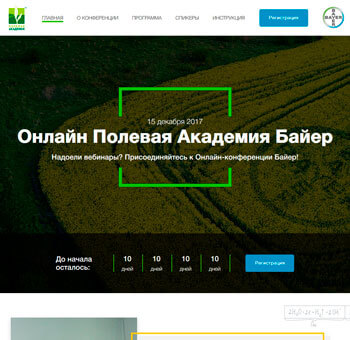 ГЛАВНАЯ О КОНФЕРЕНЦИИ ПРОГРАММА СПИКЕРЫ ИНСТРУКЦИЯ Регистрация
АКАДЕМИЯ
BAYER
15 декабря 2017
Онлайн Полевая Академия Байер
Надоели вебинары? Присоединяйтесь к Онлайн-конференции Байер!
До начала осталось:
10 10 10 10
дней дней дней дней
Регистрация